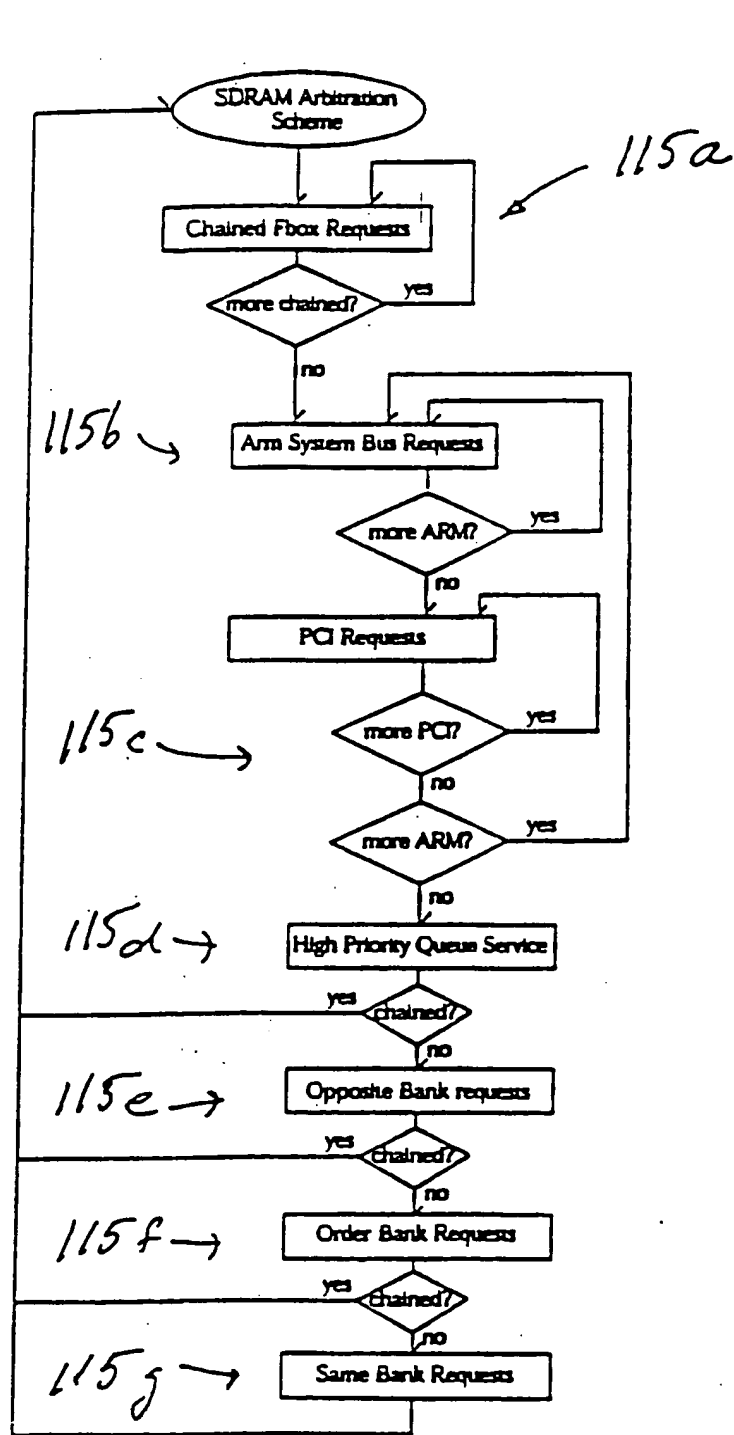 SDRAM Arbitration
Scheme
115a
Chained Fbox Requests
more chained?
yes
no
115b
Arm System Bus Requests
more ARM?
yes
no
PCI Requests
115c
more PCI?
yes
no
more ARM?
yes
no
115d
High Priority Queue Service
yes
chained?
no
115e
Opposite Bank requests
yes
chained?
no
115f
Order Bank Requests
yes
chained?
no
115g
Same Bank Requests